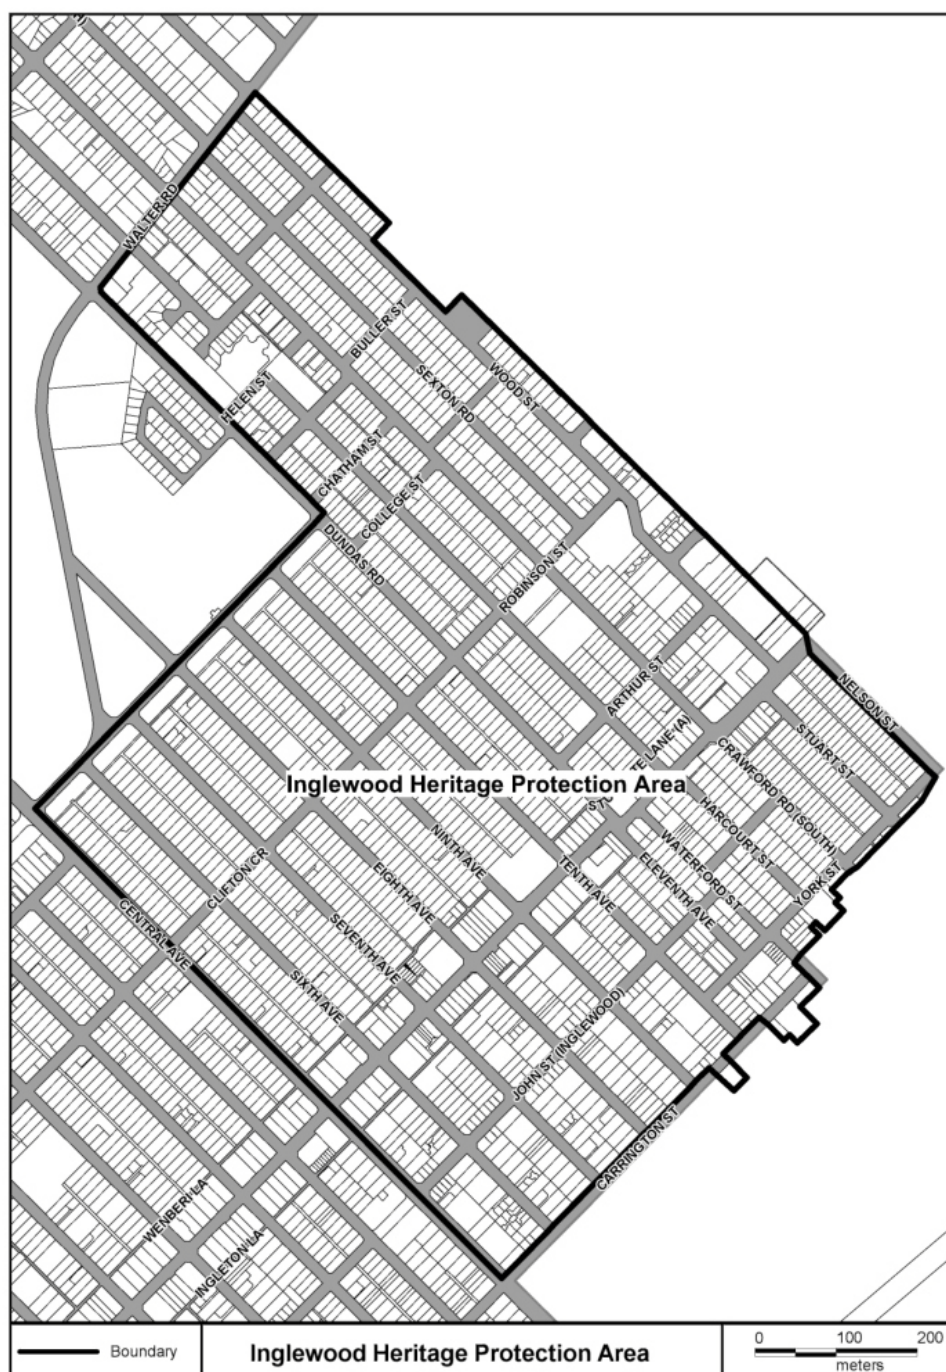 WALTER RD
BULLER ST
WOOD ST
SEXTON RD
HELEN ST
CHATHAM ST
COLLEGE ST
DUNDAS RD
ROBINSON ST
ARTHUR ST
NELSON ST
LANE (A)
STUART ST
CRAWFORD RD (SOUTH)
Inglewood Heritage Protection Area
HARCOURT ST
NINTH AVE
WATERFORD ST
ELEVENTH AVE
TENTH AVE
YORK ST
CLIFTON CR
EIGHTH AVE
CENTRAL AVE
SEVENTH AVE
SIXTH AVE
JOHN ST (INGLEWOOD)
CARRINGTON ST
WENBERI LA
INGLETON LA
Boundary
Inglewood Heritage Protection Area
0 100 200
meters